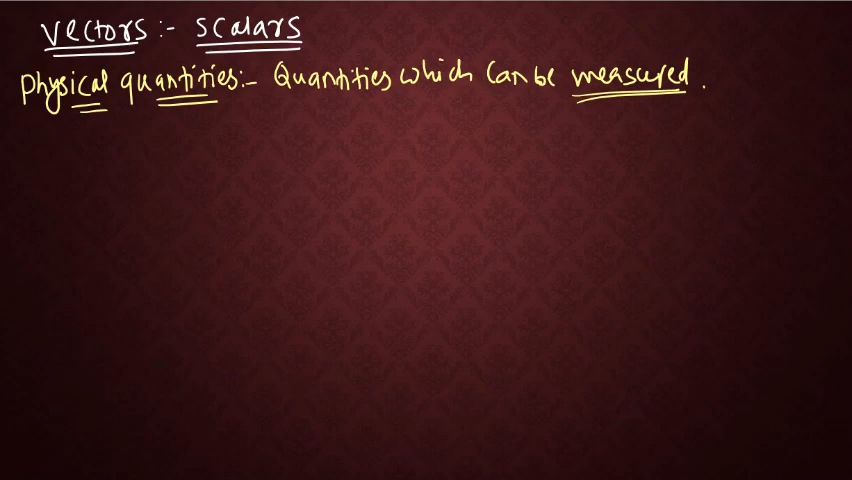 Vectors :- Scalars
Physical quantities :- Quantities which can be measured.